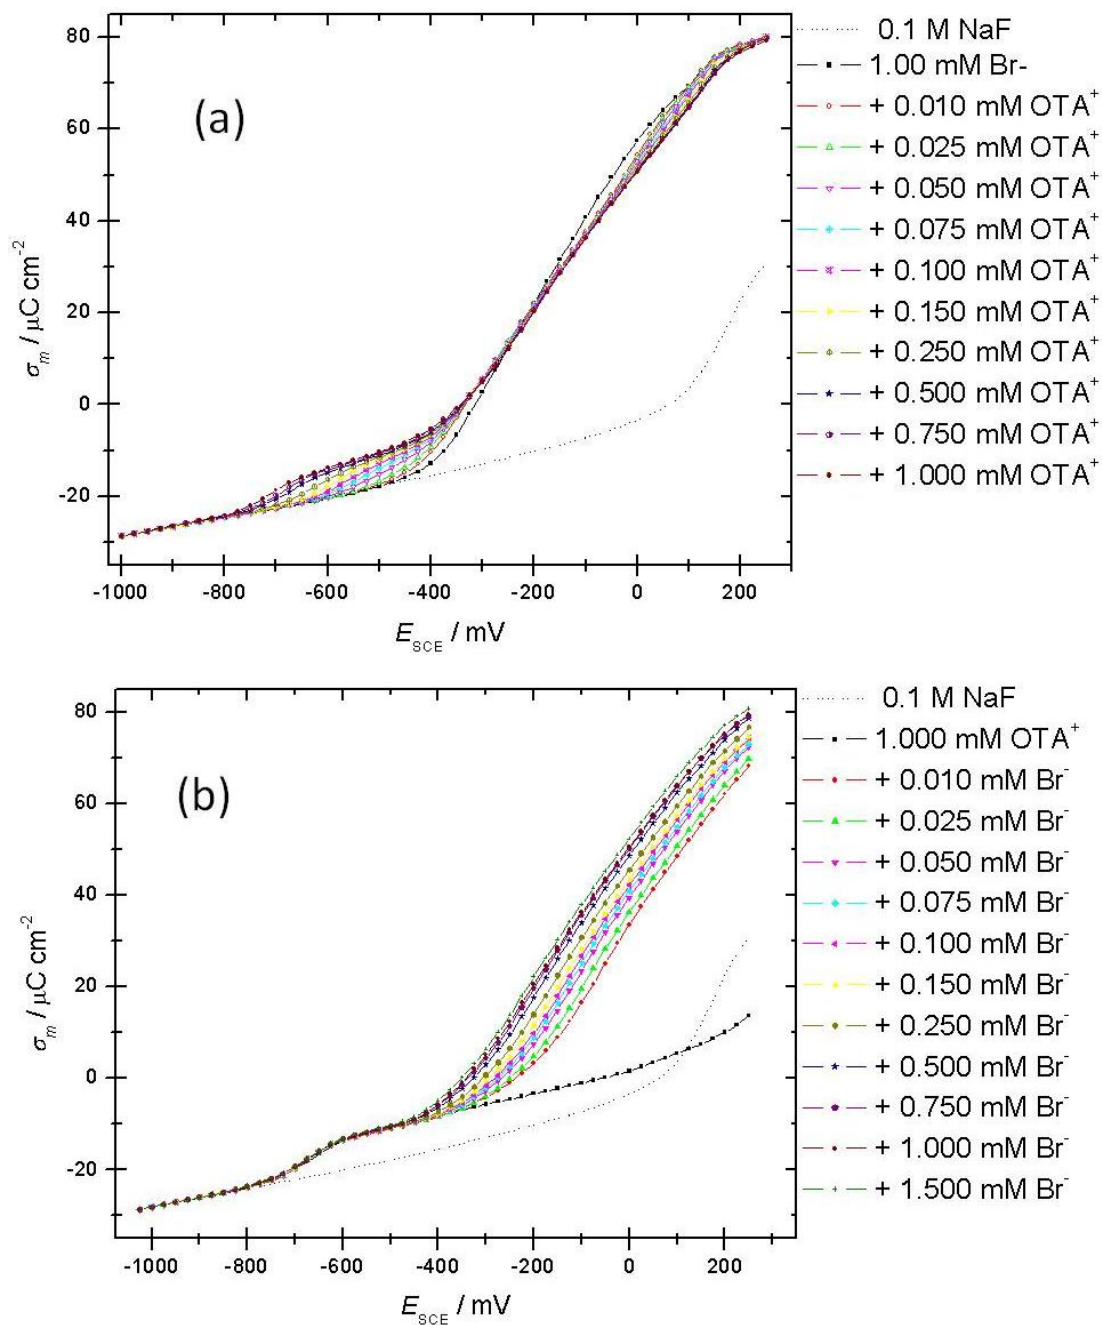 (a)
80
60
40
20
0
-20
σm / μC cm-2
-1000 -800 -600 -400 -200 0 200
ESCE / mV
0.1 M NaF
1.00 mM Br-
+ 0.010 mM OTA+
+ 0.025 mM OTA+
+ 0.050 mM OTA+
+ 0.075 mM OTA+
+ 0.100 mM OTA+
+ 0.150 mM OTA+
+ 0.250 mM OTA+
+ 0.500 mM OTA+
+ 0.750 mM OTA+
+ 1.000 mM OTA+
(b)
80
60
40
20
0
-20
σm / μC cm-2
-1000 -800 -600 -400 -200 0 200
ESCE / mV
0.1 M NaF
1.000 mM OTA+
+ 0.010 mM Br-
+ 0.025 mM Br-
+ 0.050 mM Br-
+ 0.075 mM Br-
+ 0.100 mM Br-
+ 0.150 mM Br-
+ 0.250 mM Br-
+ 0.500 mM Br-
+ 0.750 mM Br-
+ 1.000 mM Br-
+ 1.500 mM Br-